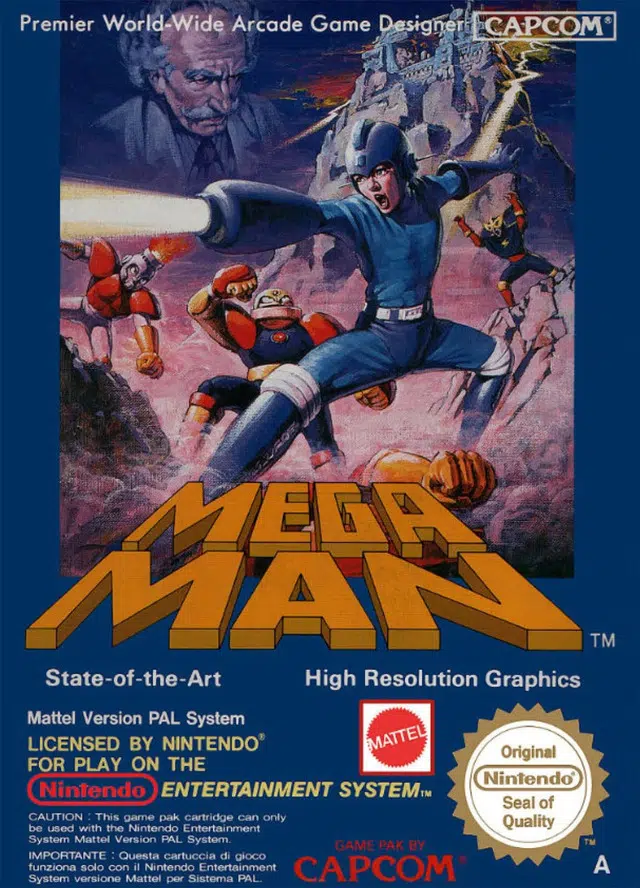 Premier World-Wide Arcade Game Designer CAPCOM®
MEGA
MAN™
State-of-the-Art High Resolution Graphics
Mattel Version PAL System
LICENSED BY NINTENDO®
FOR PLAY ON THE
Nintendo ENTERTAINMENT SYSTEM™
MATTEL
Original
Nintendo®
Seal of
Quality
TM
CAUTION : This game pak cartridge can only
be used with the Nintendo Entertainment
System Mattel Version PAL System.
IMPORTANTE : Questa cartuccia di gioco
funziona solo con il Nintendo Entertainment
System versione Mattel per Sistema PAL.
GAME PAK BY
CAPCOM®
A